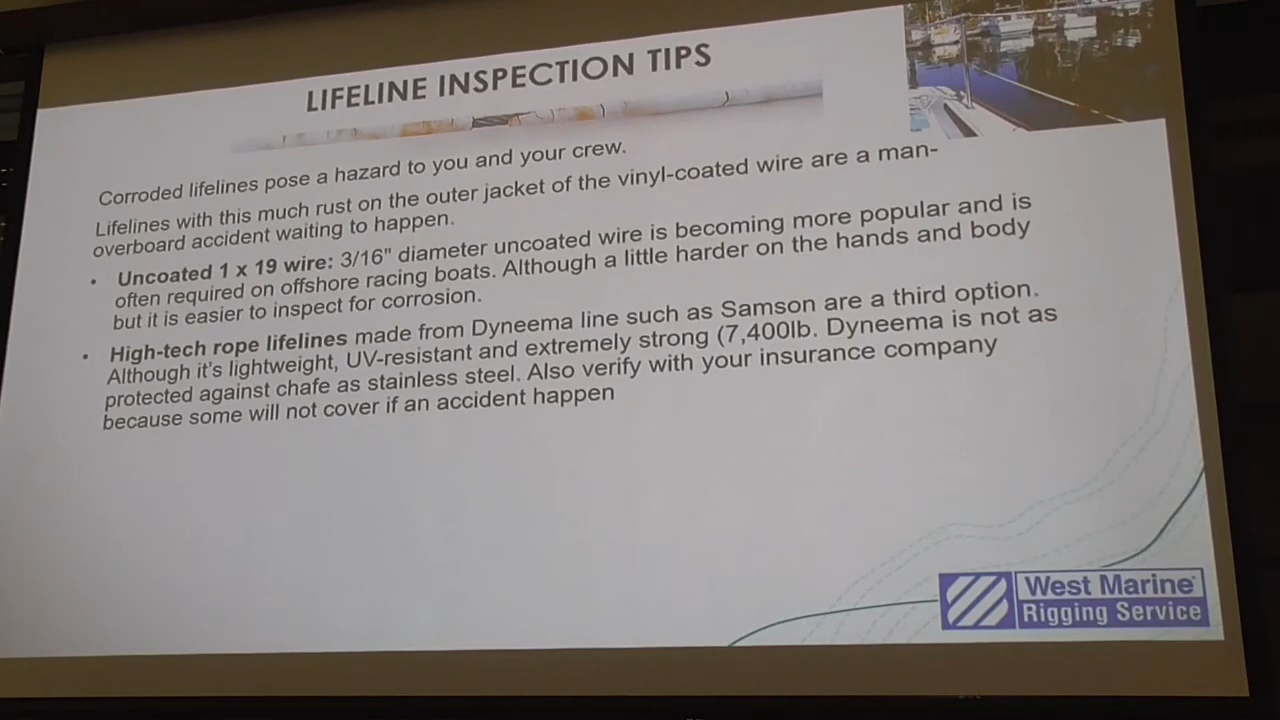 LIFELINE INSPECTION TIPS
Corroded lifelines pose a hazard to you and your crew.
Lifelines with this much rust on the outer jacket of the vinyl-coated wire are a man-
overboard accident waiting to happen.
• Uncoated 1 x 19 wire: 3/16" diameter uncoated wire is becoming more popular and is
often required on offshore racing boats. Although a little harder on the hands and body
but it is easier to inspect for corrosion.
• High-tech rope lifelines made from Dyneema line such as Samson are a third option.
Although it's lightweight, UV-resistant and extremely strong (7,400lb. Dyneema is not as
protected against chafe as stainless steel. Also verify with your insurance company
because some will not cover if an accident happen
West Marine
Rigging Service